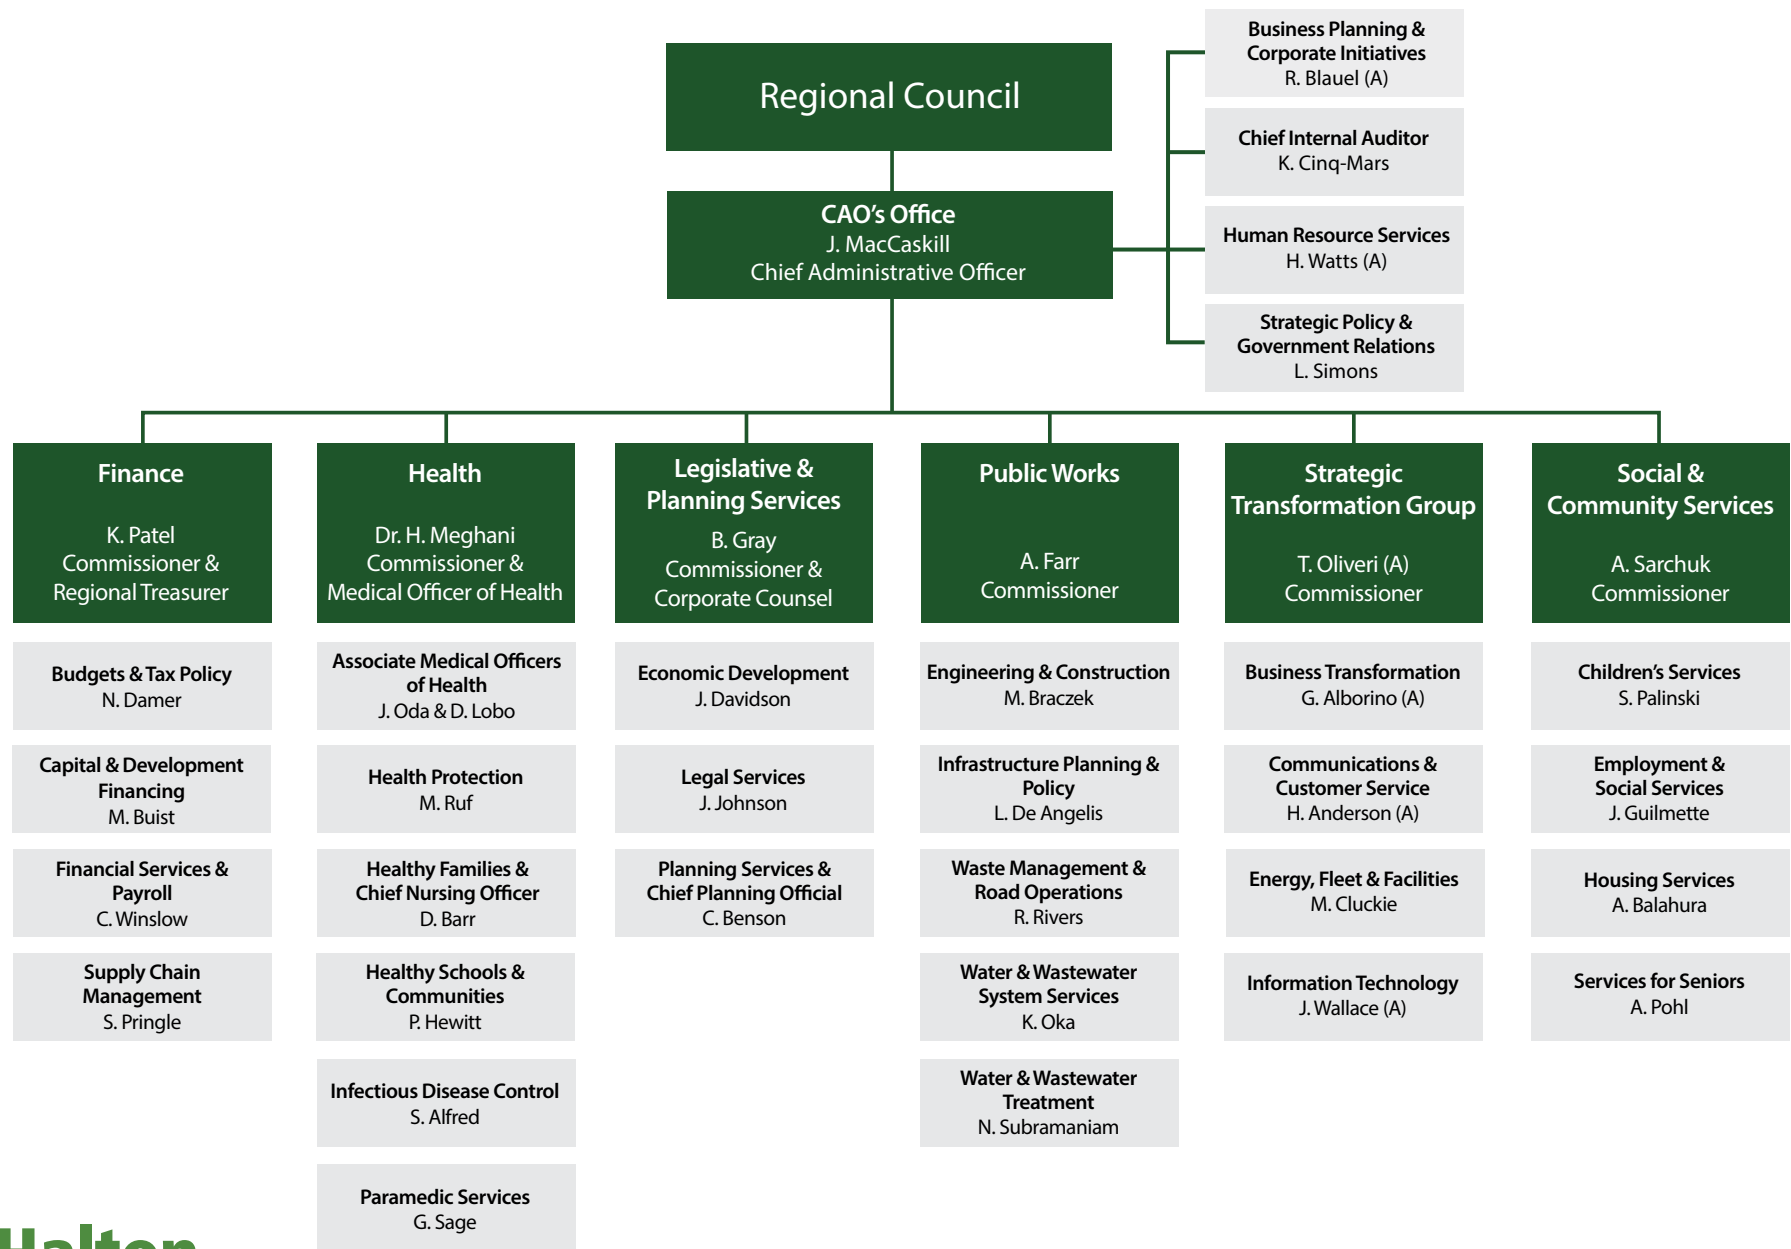 Regional Council
CAO's Office
J. MacCaskill
Chief Administrative Officer
Business Planning &
Corporate Initiatives
R. Blauel (A)
Chief Internal Auditor
K. Cinq-Mars
Human Resource Services
H. Watts (A)
Strategic Policy &
Government Relations
L. Simons
Finance
K. Patel
Commissioner &
Regional Treasurer
Budgets & Tax Policy
N. Damer
Capital & Development
Financing
M. Buist
Financial Services &
Payroll
C. Winslow
Supply Chain
Management
S. Pringle
Health
Dr. H. Meghani
Commissioner &
Medical Officer of Health
Associate Medical Officers
of Health
J. Oda & D. Lobo
Health Protection
M. Ruf
Healthy Families &
Chief Nursing Officer
D. Barr
Healthy Schools &
Communities
P. Hewitt
Infectious Disease Control
S. Alfred
Paramedic Services
G. Sage
Legislative &
Planning Services
B. Gray
Commissioner &
Corporate Counsel
Economic Development
J. Davidson
Legal Services
J. Johnson
Planning Services &
Chief Planning Official
C. Benson
Public Works
A. Farr
Commissioner
Engineering & Construction
M. Braczek
Infrastructure Planning &
Policy
L. De Angelis
Waste Management &
Road Operations
R. Rivers
Water & Wastewater
System Services
K. Oka
Water & Wastewater
Treatment
N. Subramaniam
Strategic
Transformation Group
T. Oliveri (A)
Commissioner
Business Transformation
G. Alborino (A)
Communications &
Customer Service
H. Anderson (A)
Energy, Fleet & Facilities
M. Cluckie
Information Technology
J. Wallace (A)
Social &
Community Services
A. Sarchuk
Commissioner
Children's Services
S. Palinski
Employment &
Social Services
J. Guilmette
Housing Services
A. Balahura
Services for Seniors
A. Pohl
Halton